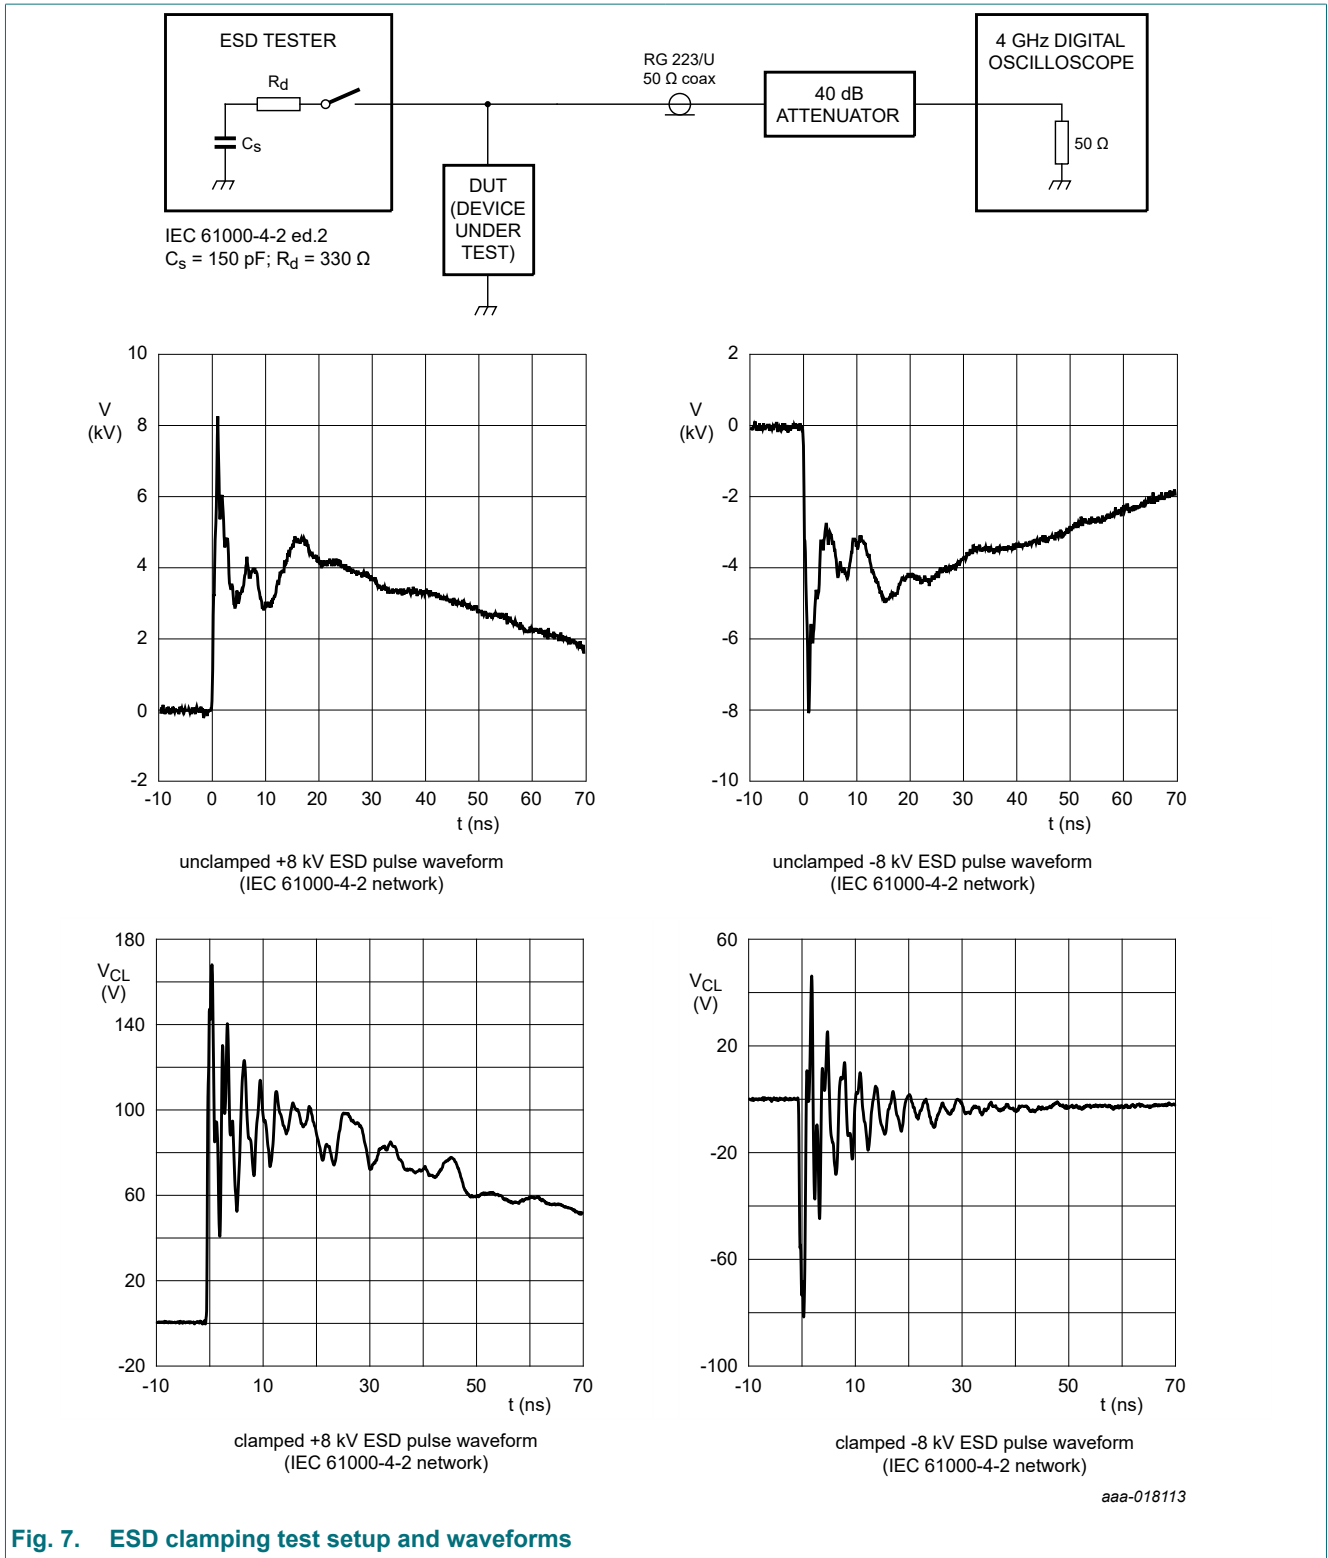 ESD TESTER
Rd
Cs
IEC 61000-4-2 ed.2
Cs = 150 pF; Rd = 330 Ω
DUT
(DEVICE
UNDER
TEST)
RG 223/U
50 Ω coax
40 dB
ATTENUATOR
4 GHz DIGITAL
OSCILLOSCOPE
50 Ω
V
(kV)
10
8
6
4
2
0
-2
-10 0 10 20 30 40 50 60 70
t (ns)
unclamped +8 kV ESD pulse waveform
(IEC 61000-4-2 network)
V
(kV)
2
0
-2
-4
-6
-8
-10
-10 0 10 20 30 40 50 60 70
t (ns)
unclamped -8 kV ESD pulse waveform
(IEC 61000-4-2 network)
VCL
(V)
180
140
100
60
20
-20
-10 10 30 50 70
t (ns)
clamped +8 kV ESD pulse waveform
(IEC 61000-4-2 network)
VCL
(V)
60
20
-20
-60
-100
-10 10 30 50 70
t (ns)
clamped -8 kV ESD pulse waveform
(IEC 61000-4-2 network)
aaa-018113
Fig. 7. ESD clamping test setup and waveforms